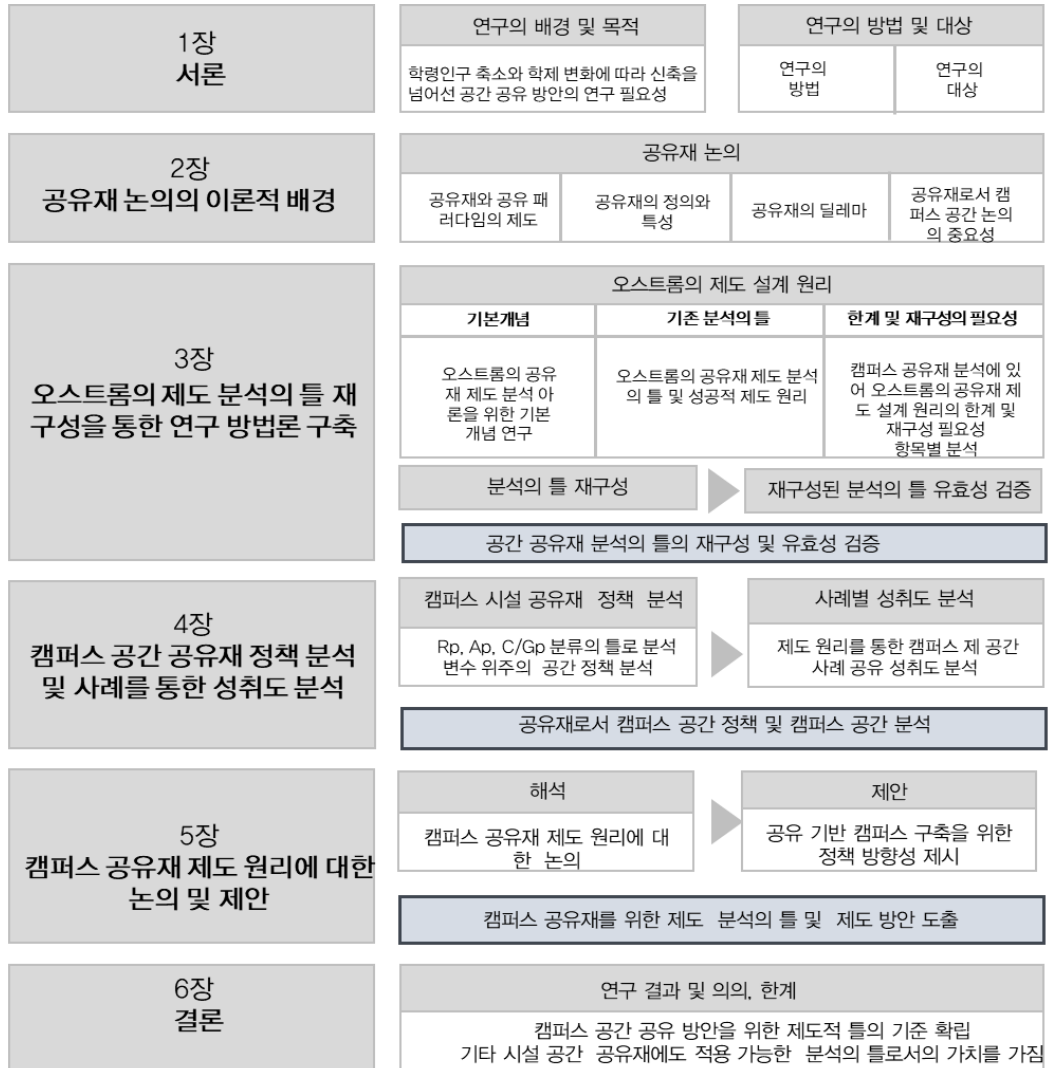 1장
서론
연구의 배경 및 목적
학령인구 축소와 학제 변화에 따라 신축을
넘어선 공간 공유 방안의 연구 필요성
연구의 방법 및 대상
연구의
방법
연구의
대상
2장
공유재 논의의 이론적 배경
공유재 논의
공유재와 공유 패
러다임의 제도
공유재의 정의와
특성
공유재의 딜레마
공유재로서 캠
퍼스 공간 논의
의 중요성
3장
오스트롬의 제도 분석의 틀 재
구성을 통한 연구 방법론 구축
오스트롬의 제도 설계 원리
기본개념
기존 분석의 틀
한계 및 재구성의 필요성
오스트롬의 공유
재 제도 분석 아
론을 위한 기본
개념 연구
오스트롬의 공유재 제도 분석
의 틀 및 성공적 제도 원리
캠퍼스 공유재 분석에 있
어 오스트롬의 공유재 제
도 설계 원리의 한계 및
재구성 필요성
항목별 분석
분석의 틀 재구성
재구성된 분석의 틀 유효성 검증
공간 공유재 분석의 틀의 재구성 및 유효성 검증
4장
캠퍼스 공간 공유재 정책 분석
및 사례를 통한 성취도 분석
캠퍼스 시설 공유재 정책 분석
Rp, Ap, C/Gp 분류의 틀로 분석
변수 위주의 공간 정책 분석
사례별 성취도 분석
제도 원리를 통한 캠퍼스 제 공간
사례 공유 성취도 분석
공유재로서 캠퍼스 공간 정책 및 캠퍼스 공간 분석
5장
캠퍼스 공유재 제도 원리에 대한
논의 및 제안
해석
캠퍼스 공유재 제도 원리에 대
한 논의
제안
공유 기반 캠퍼스 구축을 위한
정책 방향성 제시
캠퍼스 공유재를 위한 제도 분석의 틀 및 제도 방안 도출
6장
결론
연구 결과 및 의의, 한계
캠퍼스 공간 공유 방안을 위한 제도적 틀의 기준 확립
기타 시설 공간 공유재에도 적용 가능한 분석의 틀로서의 가치를 가짐